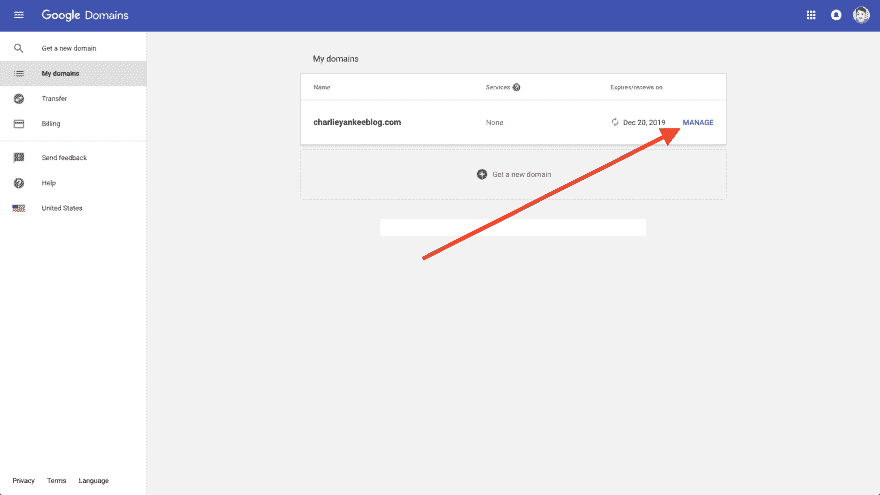 Google Domains
Get a new domain
My domains
Transfer
Billing
Send feedback
Help
United States
Privacy Terms Language
My domains
Name Services Expires/renews on
charlieyankeeblog.com None Dec 20, 2019 MANAGE
Get a new domain